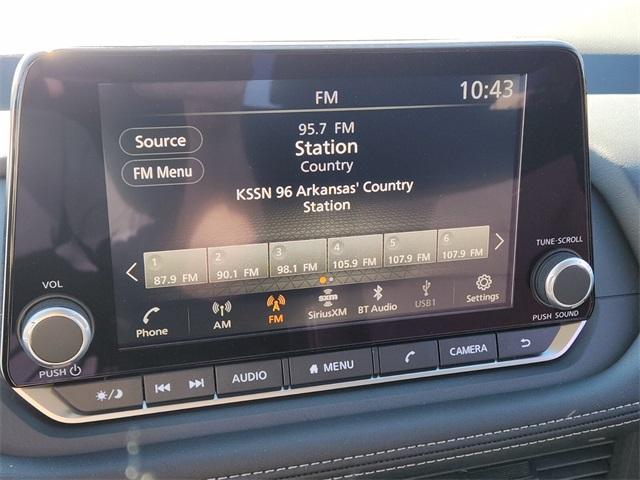 FM
10:43
95.7 FM
Source
Station
Country
FM Menu
KSSN 96 Arkansas' Country
Station
1 2 3 4 5 6
87.9 FM 90.1 FM 98.1 FM 105.9 FM 107.9 FM 107.9 FM
TUNE·SCROLL
VOL
Phone AM FM sxm SiriusXM BT Audio USB1 Settings
PUSH SOUND
PUSH
AUDIO MENU CAMERA